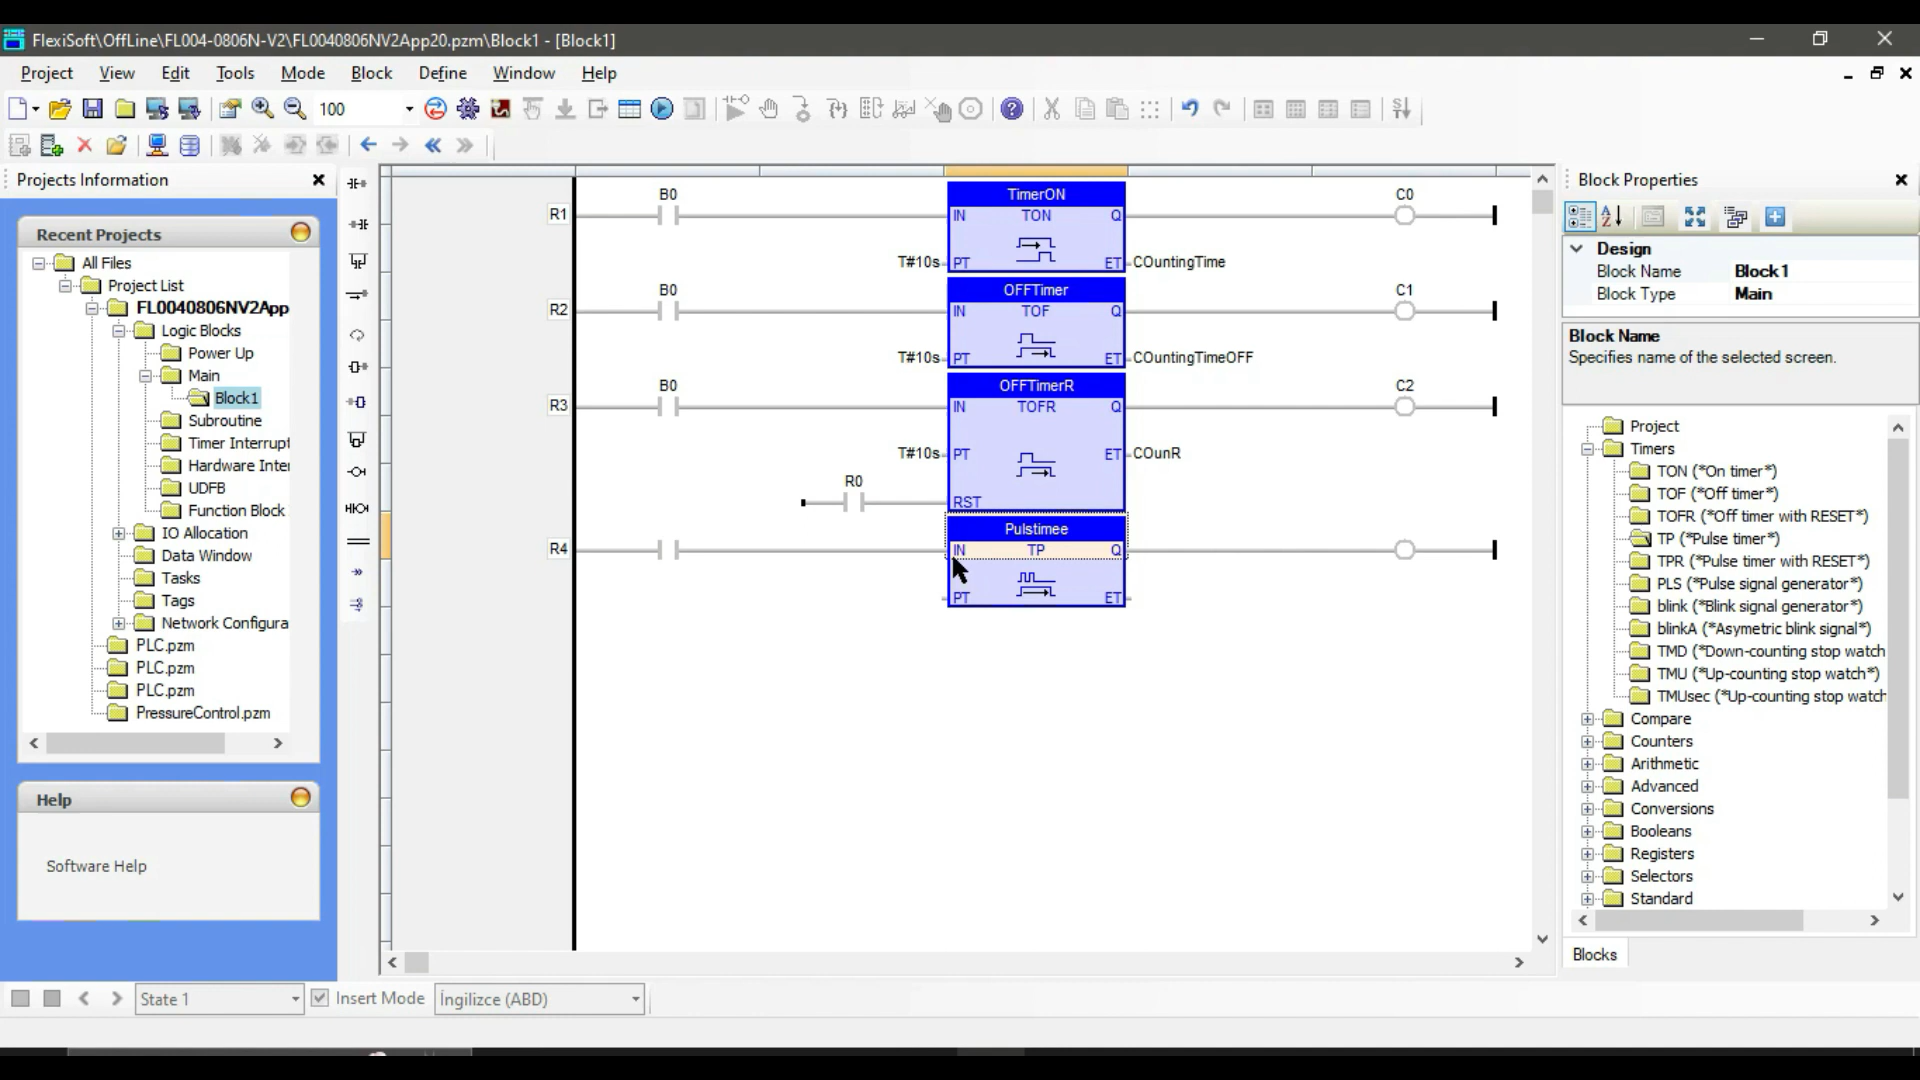 FlexiSoft\OffLine\FL004-0806N-V2\FL0040806NV2App20.pzm\Block1 - [Block1]
Project View Edit Tools Mode Block Define Window Help
100
Projects Information
Recent Projects
All Files
Project List
FL0040806NV2App
Logic Blocks
Power Up
Main
Block1
Subroutine
Timer Interrupt
Hardware Inter
UDFB
Function Block
IO Allocation
Data Window
Tasks
Tags
Network Configura
PLC.pzm
PLC.pzm
PLC.pzm
PressureControl.pzm
Help
Software Help
R1 B0 TimerON C0
IN TON Q
T#10s PT ET COuntingTime
R2 B0 OFFTimer C1
IN TOF Q
T#10s PT ET COuntingTimeOFF
R3 B0 OFFTimerR C2
IN TOFR Q
T#10s PT ET COunR
R0 RST
R4 Pulstimee
IN TP Q
PT ET
Block Properties
Design
Block Name Block1
Block Type Main
Block Name
Specifies name of the selected screen.
Project
Timers
TON (*On timer*)
TOF (*Off timer*)
TOFR (*Off timer with RESET*)
TP (*Pulse timer*)
TPR (*Pulse timer with RESET*)
PLS (*Pulse signal generator*)
blink (*Blink signal generator*)
blinkA (*Asymetric blink signal*)
TMD (*Down-counting stop watch
TMU (*Up-counting stop watch*)
TMUsec (*Up-counting stop watch
Compare
Counters
Arithmetic
Advanced
Conversions
Booleans
Registers
Selectors
Standard
Blocks
State 1 Insert Mode İngilizce (ABD)